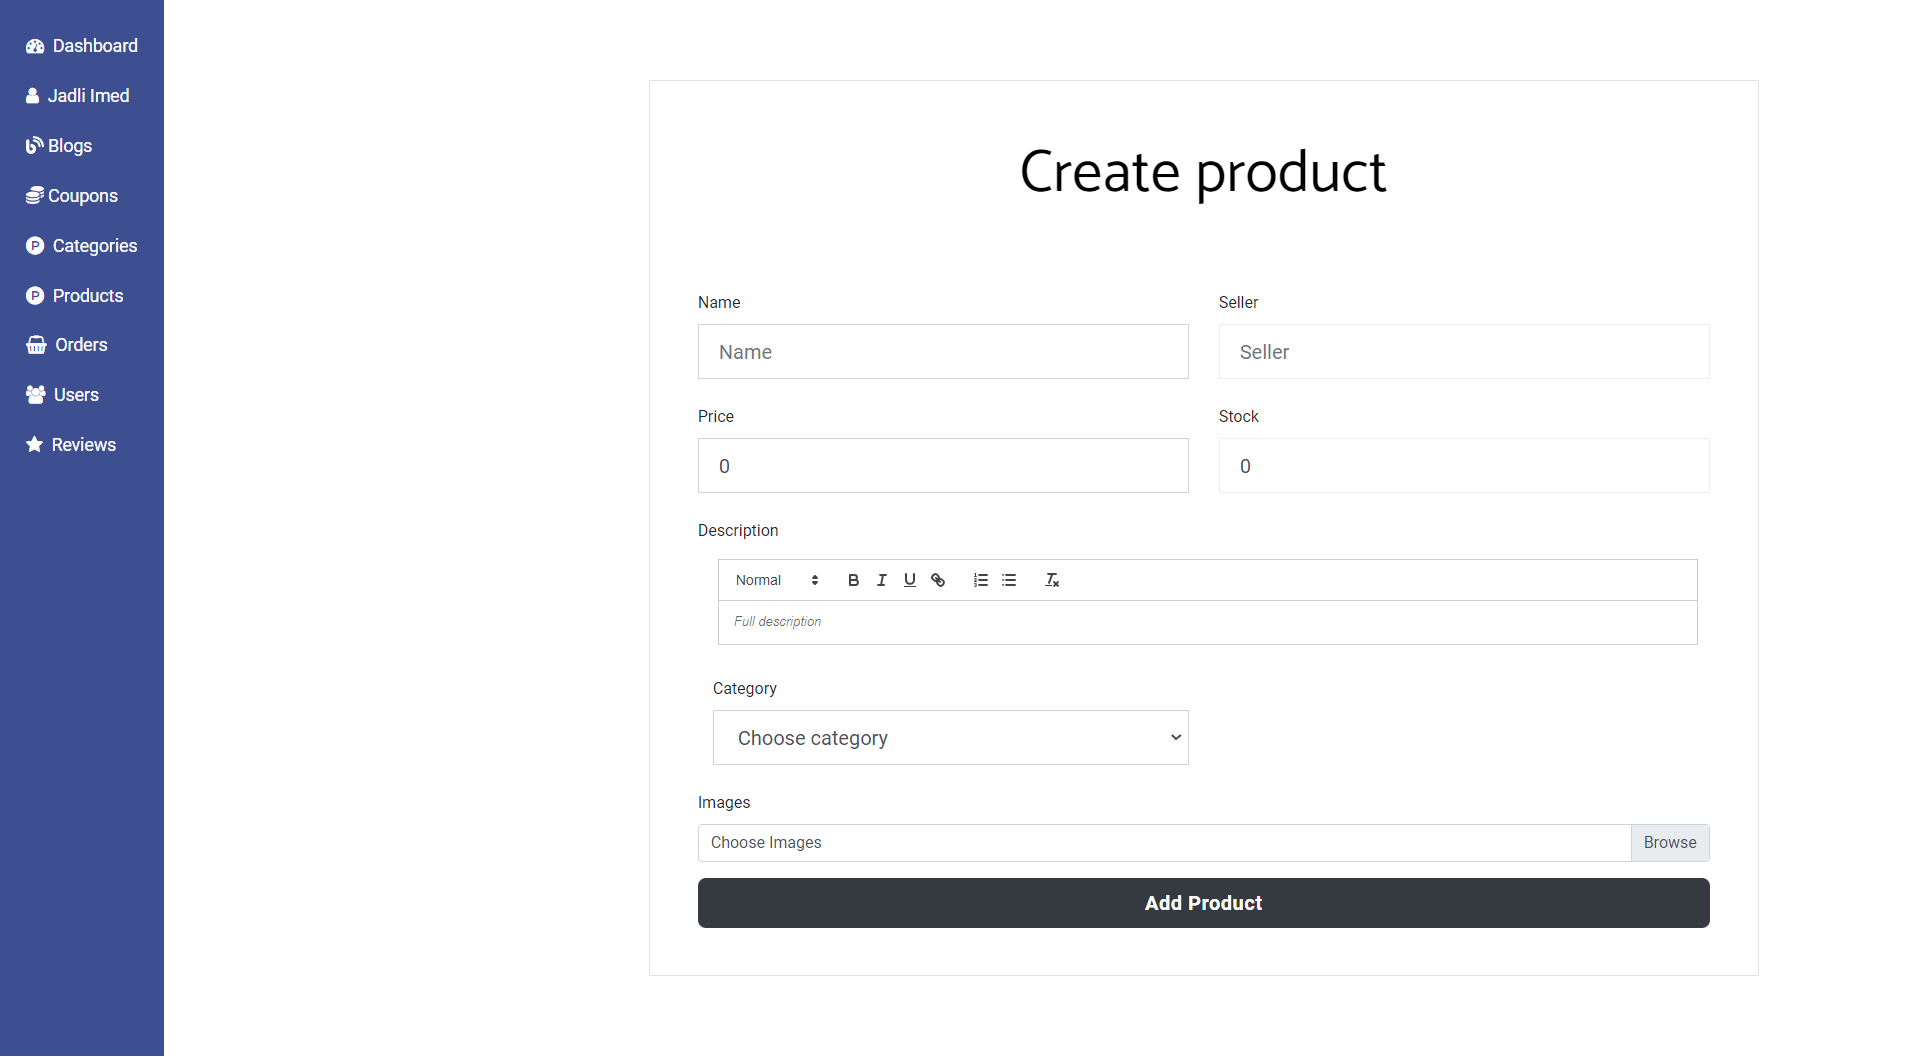 Dashboard
Jadli Imed
Blogs
Coupons
Categories
Products
Orders
Users
Reviews
Create product
Name
Seller
Name
Seller
Price
Stock
0
0
Description
Normal
Full description
Category
Choose category
Images
Choose Images
Browse
Add Product